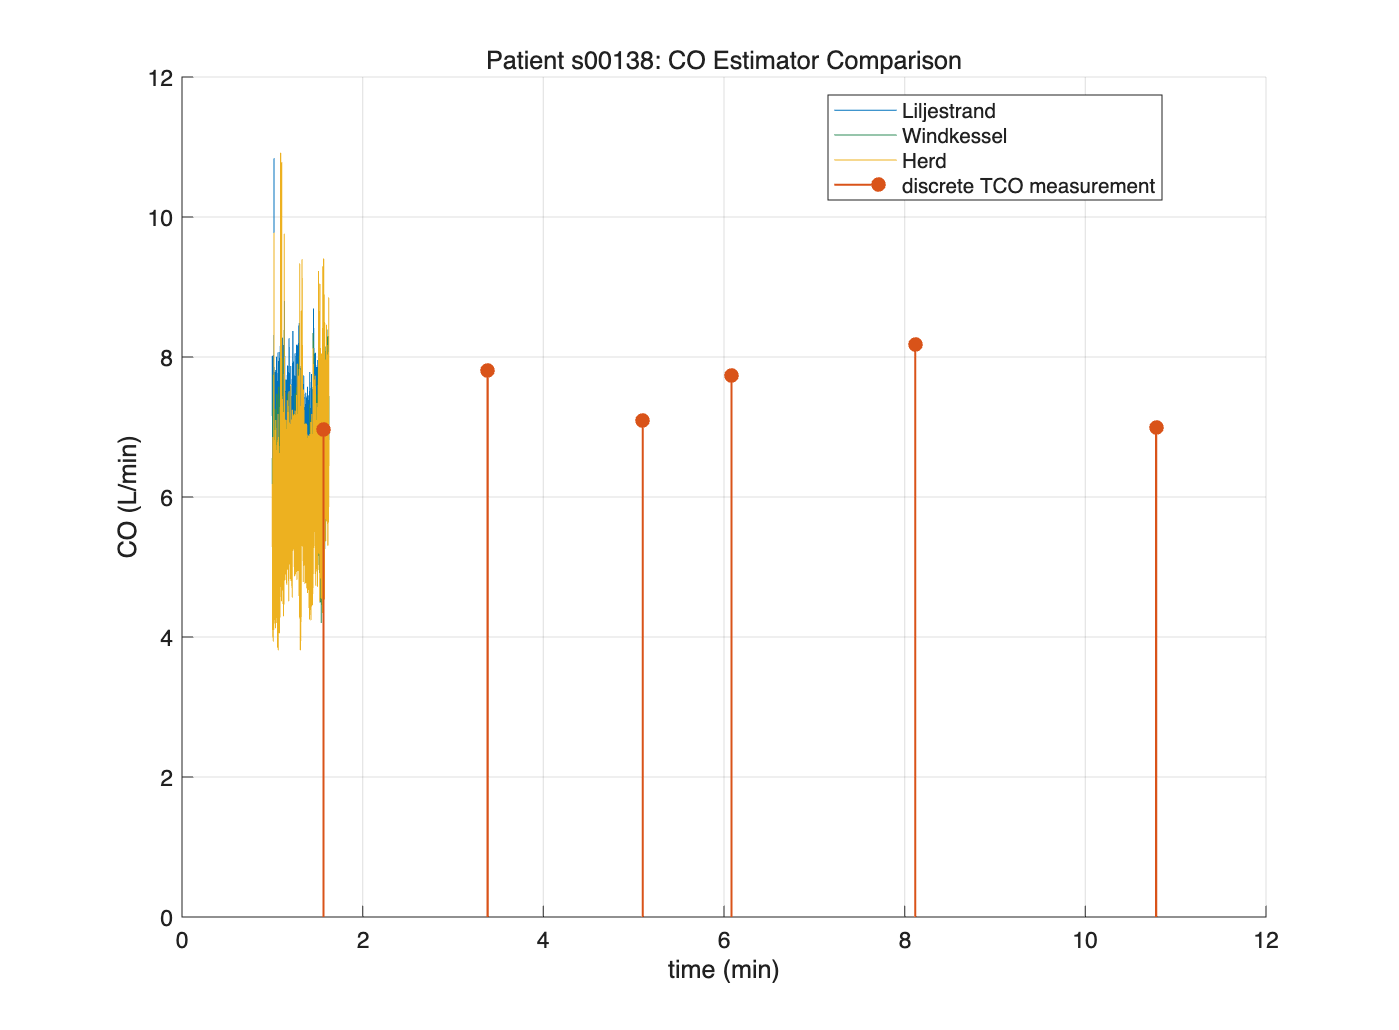 Patient s00138: CO Estimator Comparison
Liljestrand
Windkessel
Herd
discrete TCO measurement
CO (L/min)
12
10
8
6
4
2
0
0 2 4 6 8 10 12
time (min)